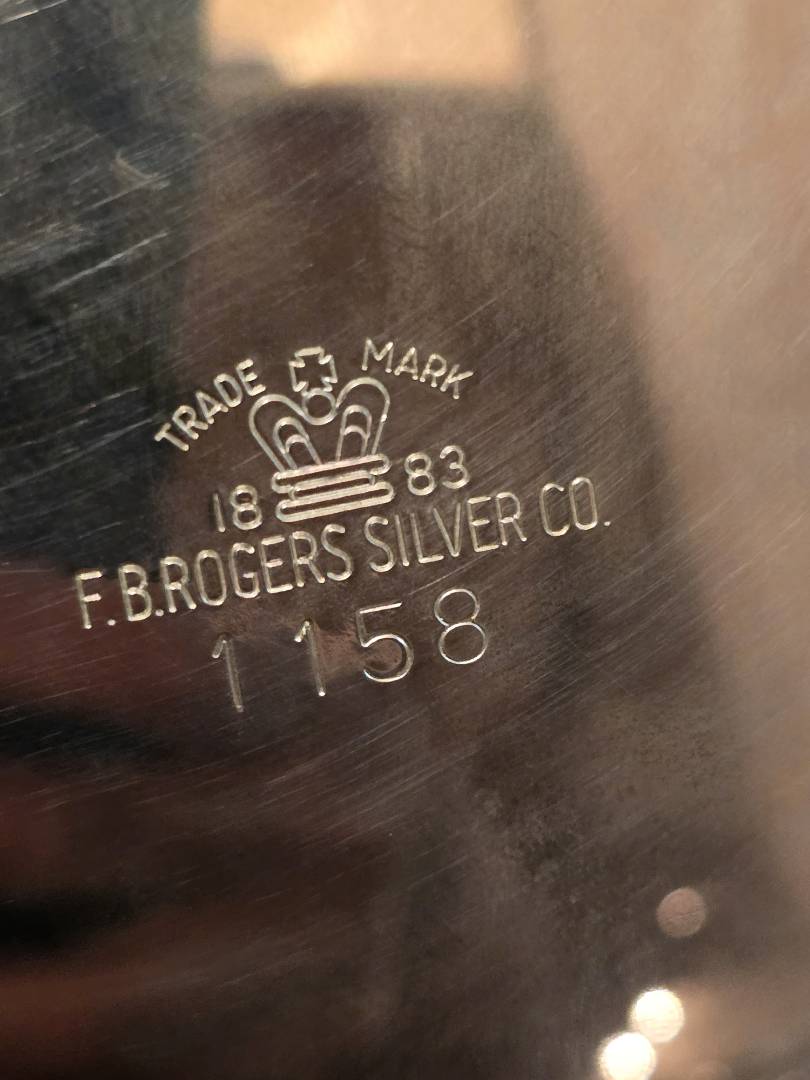 TRADE MARK
18 83
F.B.ROGERS SILVER CO.
1158